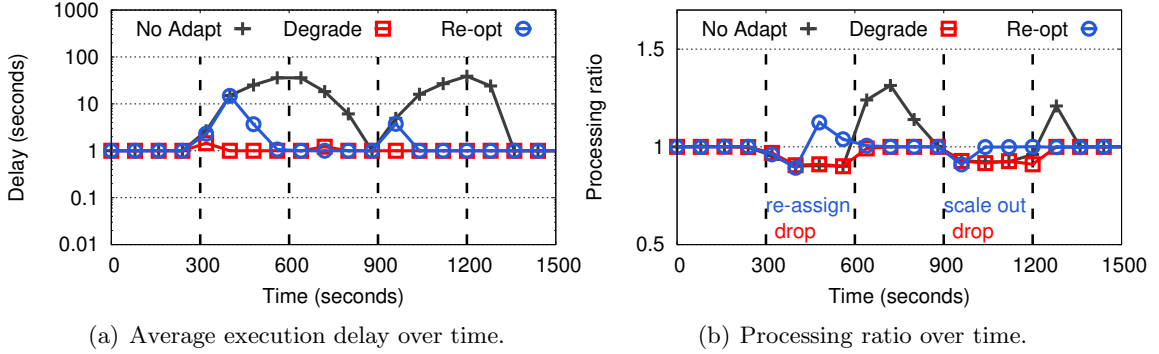 No Adapt Degrade Re-opt
1000
100
10
1
0.1
0.01
Delay (seconds)
0 300 600 900 1200 1500
Time (seconds)
(a) Average execution delay over time.
No Adapt Degrade Re-opt
1.5
1
0.5
Processing ratio
re-assign scale out
drop drop
0 300 600 900 1200 1500
Time (seconds)
(b) Processing ratio over time.